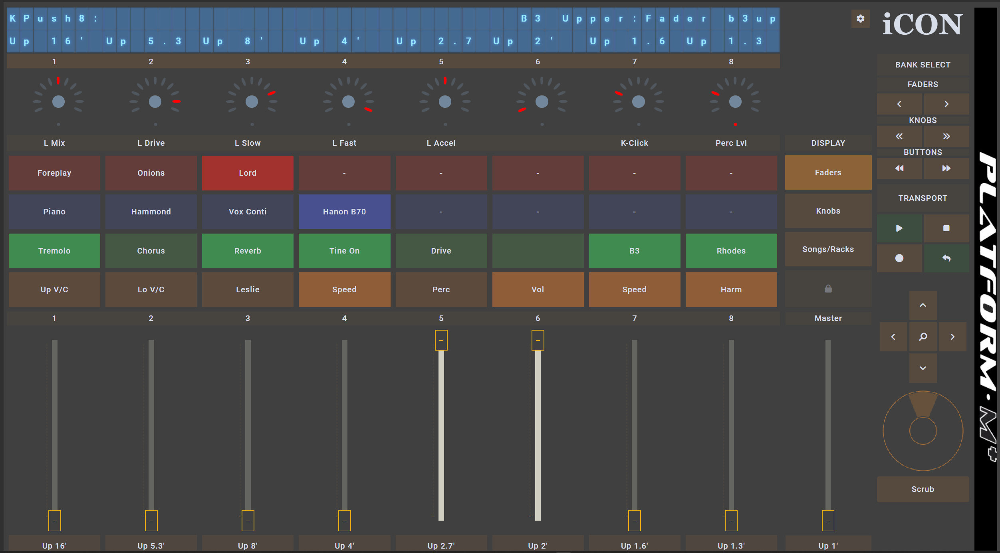 KPush8: B3 Upper:Fader b3up
Up 16' Up 5.3 Up 8' Up 4' Up 2.7 Up 2' Up 1.6 Up 1.3
iCON
1 2 3 4 5 6 7 8
BANK SELECT
FADERS
KNOBS
L Mix L Drive L Slow L Fast L Accel K-Click Perc Lvl DISPLAY
BUTTONS
Foreplay Onions Lord - - - - - Faders
TRANSPORT
Piano Hammond Vox Conti Hanon B70 - - - - Knobs
Tremolo Chorus Reverb Tine On Drive B3 Rhodes Songs/Racks
Up V/C Lo V/C Leslie Speed Perc Vol Speed Harm
1 2 3 4 5 6 7 8 Master
PLATFORM·M+
Scrub
Up 16' Up 5.3' Up 8' Up 4' Up 2.7' Up 2' Up 1.6' Up 1.3' Up 1'